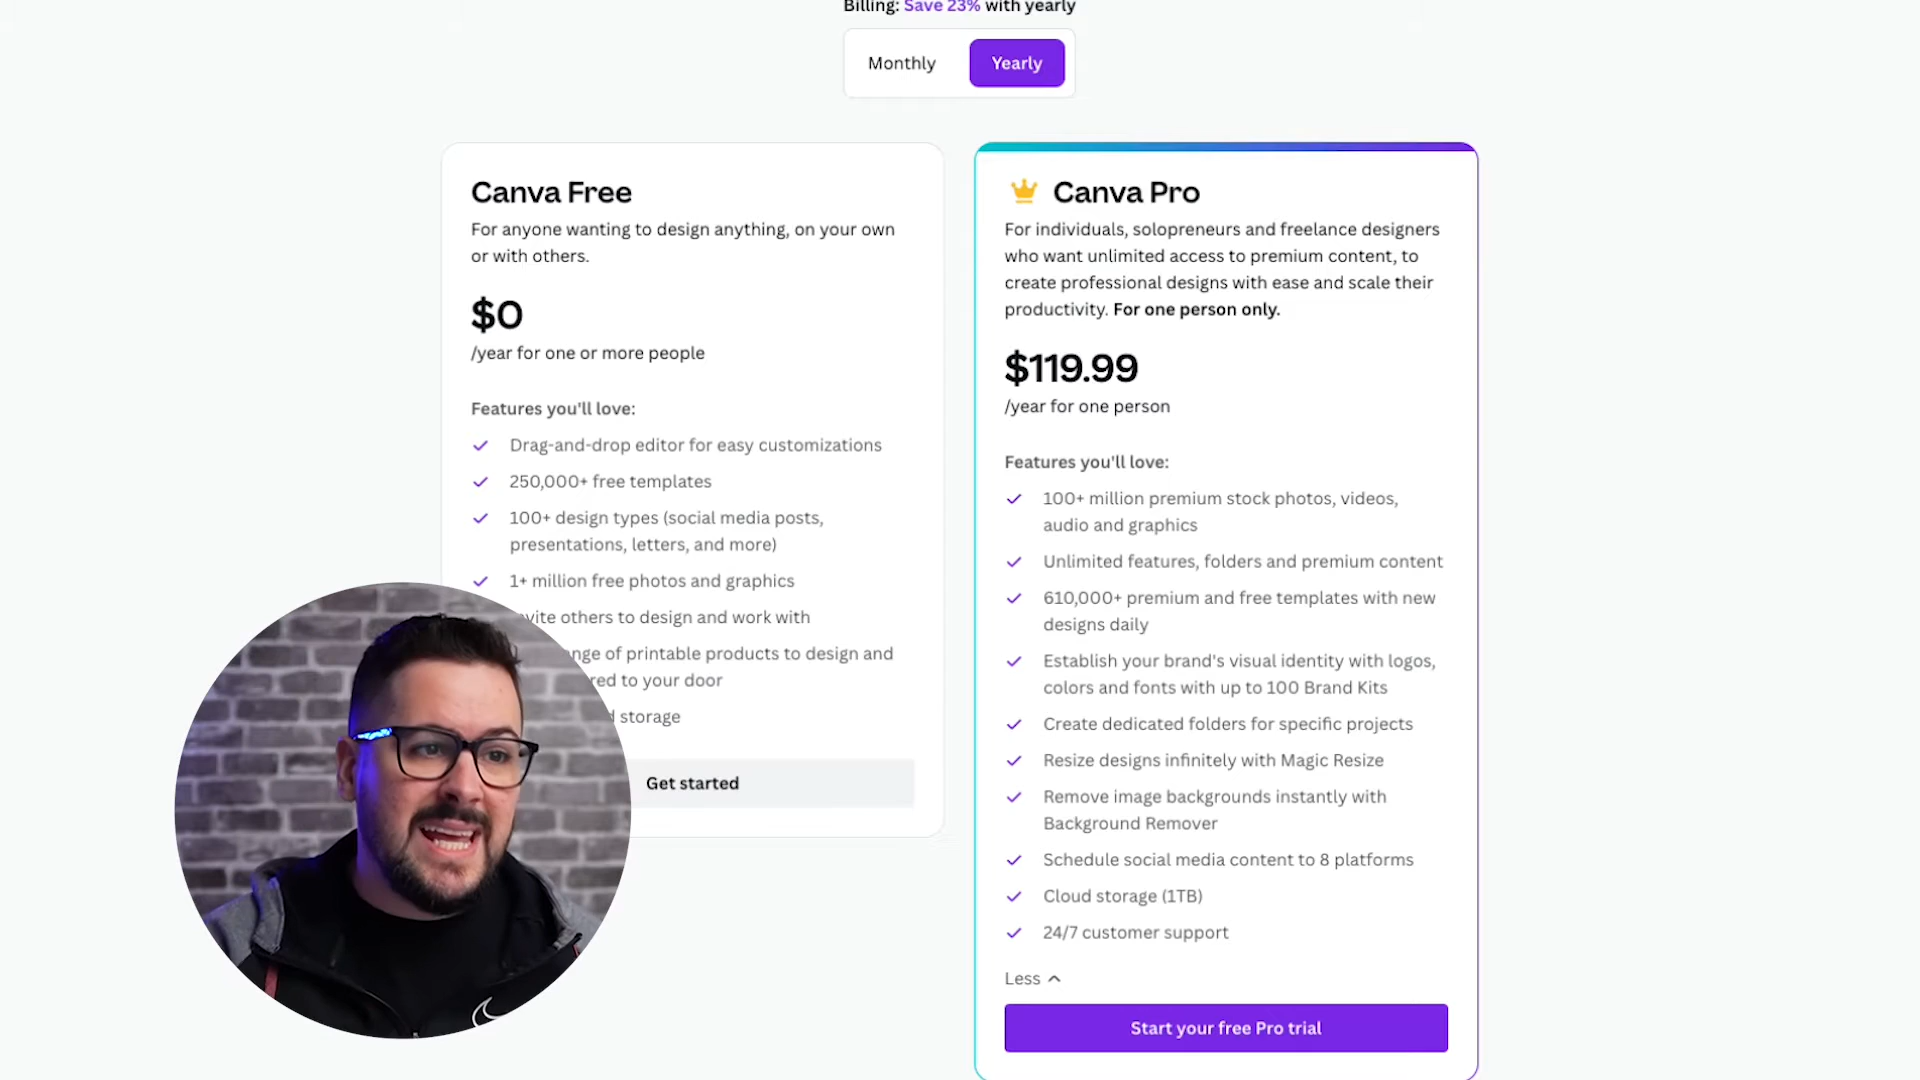 Billing: Save 23% with yearly
Monthly
Yearly
Canva Free
For anyone wanting to design anything, on your own
or with others.
$0
/year for one or more people
Features you'll love:
Drag-and-drop editor for easy customizations
250,000+ free templates
100+ design types (social media posts,
presentations, letters, and more)
1+ million free photos and graphics
others to design and work with
of printable products to design and
to your door
storage
Get started
Canva Pro
For individuals, solopreneurs and freelance designers
who want unlimited access to premium content, to
create professional designs with ease and scale their
productivity. For one person only.
$119.99
/year for one person
Features you'll love:
100+ million premium stock photos, videos,
audio and graphics
Unlimited features, folders and premium content
610,000+ premium and free templates with new
designs daily
Establish your brand's visual identity with logos,
colors and fonts with up to 100 Brand Kits
Create dedicated folders for specific projects
Resize designs infinitely with Magic Resize
Remove image backgrounds instantly with
Background Remover
Schedule social media content to 8 platforms
Cloud storage (1TB)
24/7 customer support
Less
Start your free Pro trial